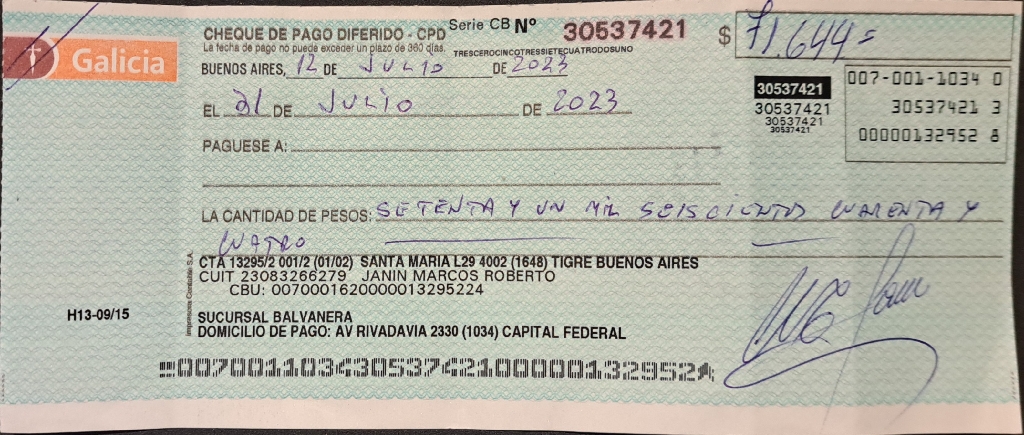 Galicia
CHEQUE DE PAGO DIFERIDO - CPD Serie CB Nº 30537421 $ 71.644=
La fecha de pago no puede exceder un plazo de 360 días. TRESCEROCINCOTRESSIETECUATRODOSUNO
BUENOS AIRES, 12 DE JULIO DE 2023
EL 21 DE JULIO DE 2023
30537421
30537421
30537421
30537421
007-001-1034 0
30537421 3
00000132952 8
PAGUESE A:
LA CANTIDAD DE PESOS: SETENTA Y UN MIL SEISCIENTOS CUARENTA Y
CUATRO
CTA 13295/2 001/2 (01/02) SANTA MARIA L29 4002 (1648) TIGRE BUENOS AIRES
CUIT 23083266279 JANIN MARCOS ROBERTO
CBU: 0070001620000013295224
H13-09/15
SUCURSAL BALVANERA
DOMICILIO DE PAGO: AV RIVADAVIA 2330 (1034) CAPITAL FEDERAL
00700110343053742100000132952